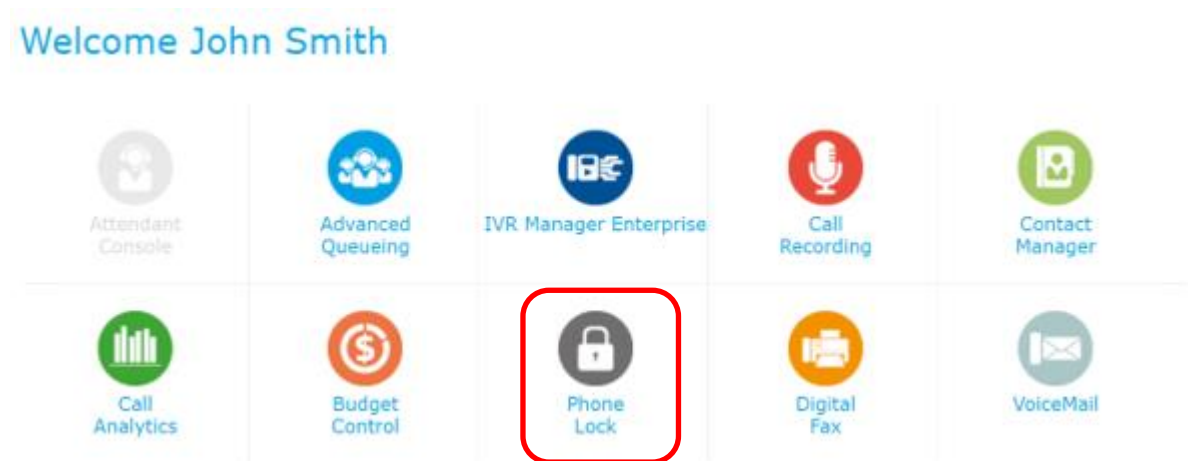 Welcome John Smith
Attendant
Console
Advanced
Queueing
IVR Manager Enterprise
Call
Recording
Contact
Manager
Call
Analytics
Budget
Control
Phone
Lock
Digital
Fax
VoiceMail